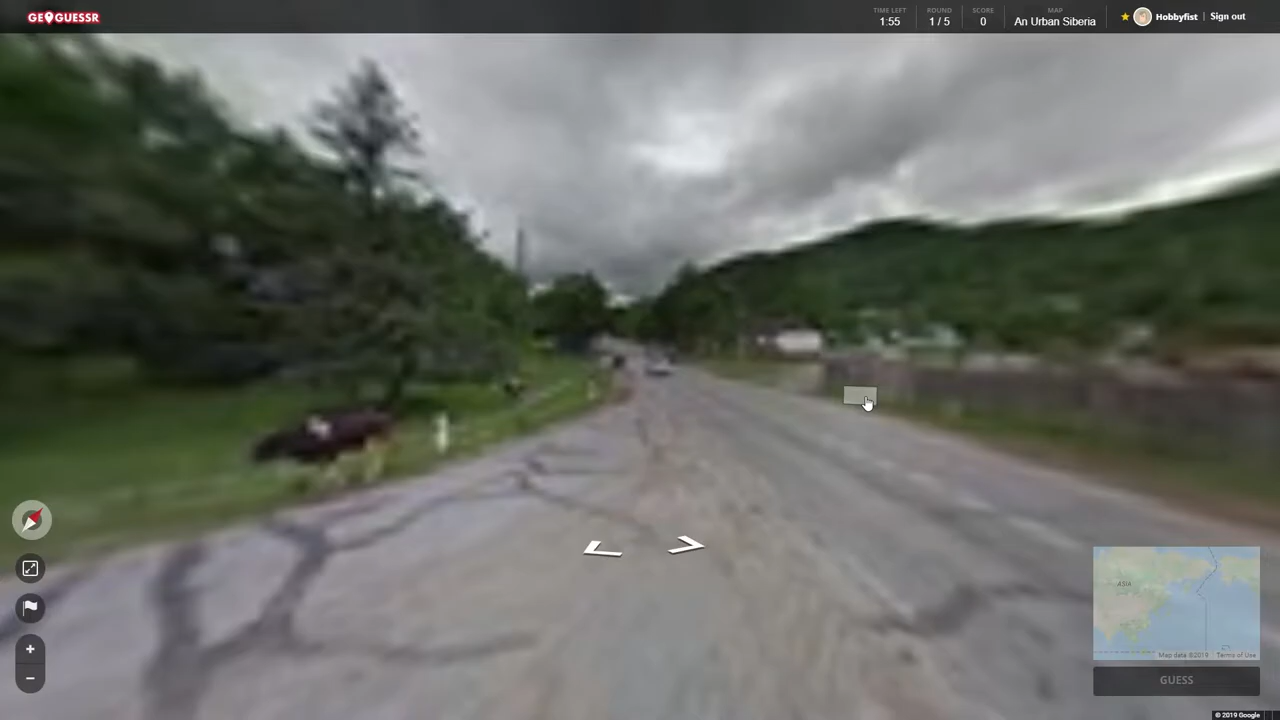 GEOGUESSR
TIME LEFT
1:55
ROUND
1 / 5
SCORE
0
MAP
An Urban Siberia
Hobbyfist
Sign out
ASIA
Map data ©2019
Terms of Use
GUESS
© 2019 Google